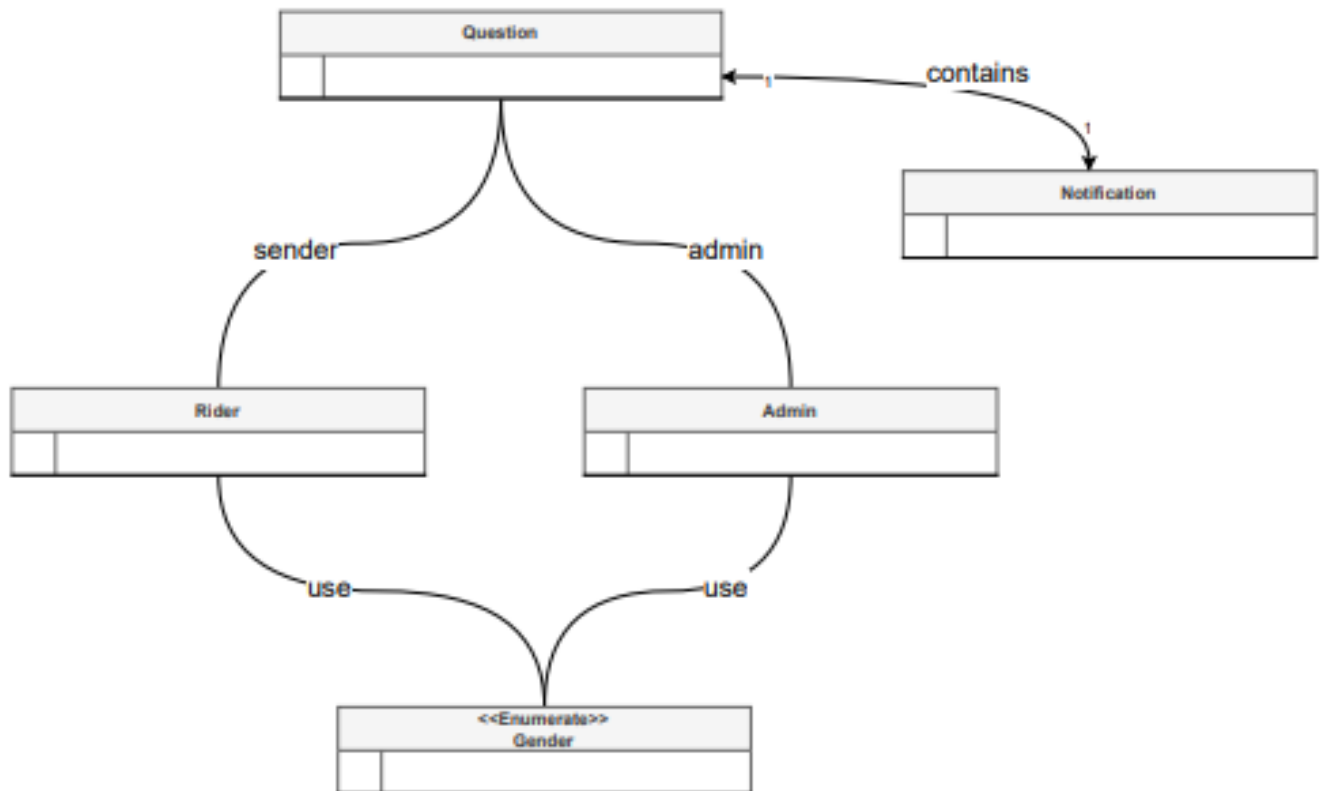 Question
contains
1
1
Notification
sender
admin
Rider
Admin
use
use
<<Enumerate>>
Gender